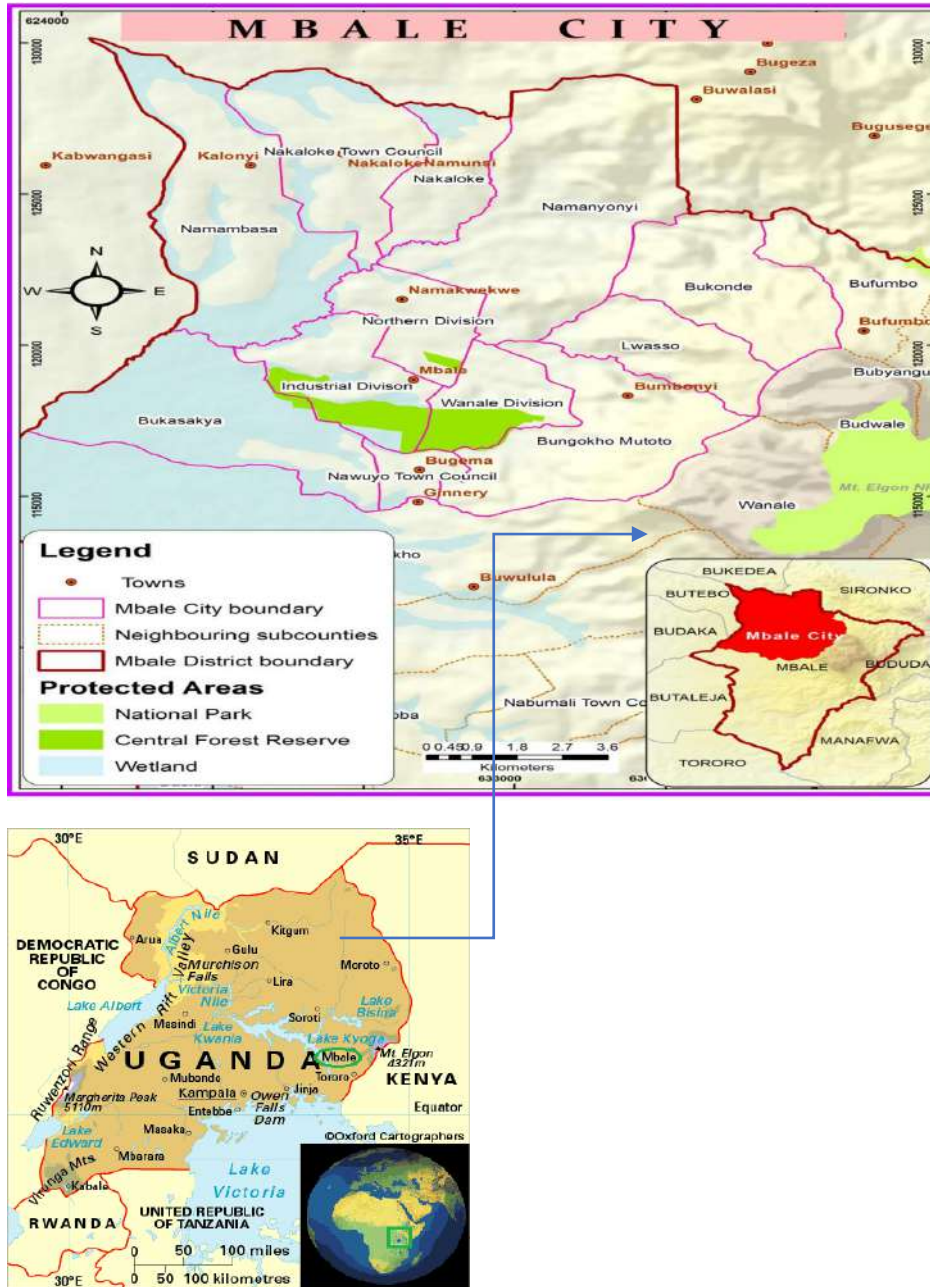 624000
MBALE CITY
130000
130000
Bugeza
Buwalasi
Bugusege
Kabwangasi
Kalonyi
Nakaloke Town Council
Nakaloke Namunsi
Nakaloke
125000
125000
Namanyonyi
Namambasa
N
W E
S
Namakwekwe
Bukonde
Bufumbo
Northern Division
Bufumbo
120000
120000
Lwasso
Mbale
Industrial Divison
Bubyangu
Bumbonyi
Wanale Division
Bukasakya
Budwale
Bungokho Mutoto
Bugema
Nawuyo Town Council
Mt. Elgon N
Ginnery
Wanale
115000
115000
Legend
Towns
Mbale City boundary
Neighbouring subcounties
Mbale District boundary
Protected Areas
National Park
Central Forest Reserve
Wetland
kho
Buwulula
Nabumali Town Co
oba
0 0.45 0.9 1.8 2.7 3.6
Kilometers
633000
BUKEDEA
BUTEBO
SIRONKO
BUDAKA
Mbale City
MBALE
BUDUDA
BUTALEJA
MANAFWA
TORORO
30°E
35°E
SUDAN
DEMOCRATIC
REPUBLIC
OF
CONGO
Arua
Albert Nile
Kitgum
Gulu
Moroto
Murchison
Falls
Lira
Victoria
Nile
Lake Albert
Western Rift Valley
Masindi
Soroti
Lake
Bisina
Lake
Kwania
Lake Kyoga
Ruwenzori Range
UGANDA
Mbale
Mt Elgon
4321m
Tororo
KENYA
Mubende
Kampala
Jinja
Owen
Falls
Dam
Margherita Peak
5110m
Entebbe
Equator
Masaka
©Oxford Cartographers
Lake
Edward
Mbarara
Virunga Mts.
Kabale
Lake
Victoria
RWANDA
UNITED REPUBLIC
OF TANZANIA
0 50 100 miles
0 50 100 kilometres
30°E